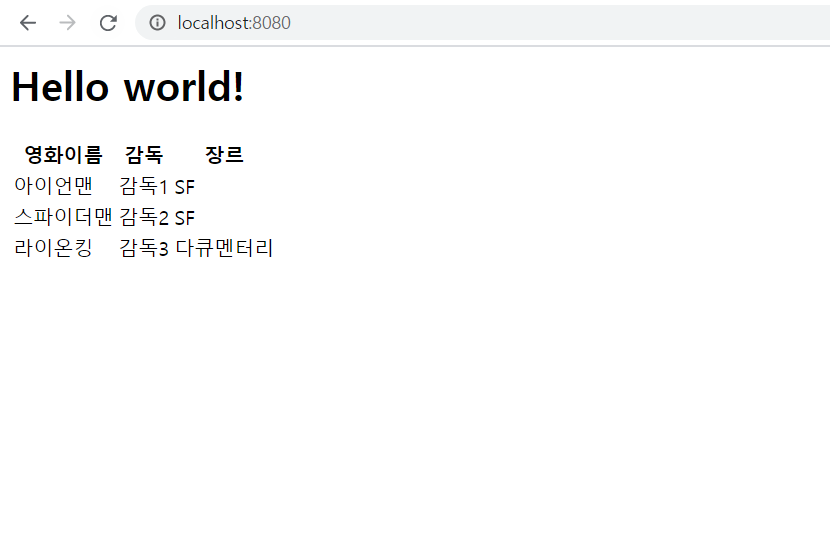 localhost:8080
Hello world!
영화이름 감독 장르
아이언맨 감독1 SF
스파이더맨 감독2 SF
라이온킹 감독3 다큐멘터리